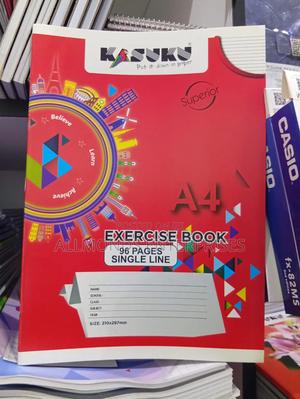 KASUKU
Put it down in paper
Superior
Believe
Learn
Achieve
A4
EXERCISE BOOK
96 PAGES
SINGLE LINE
NAME
SCHOOL
CLASS
SUBJECT
YEAR
SIZE: 210x297mm
CASIO
fx-82MS
CASIO